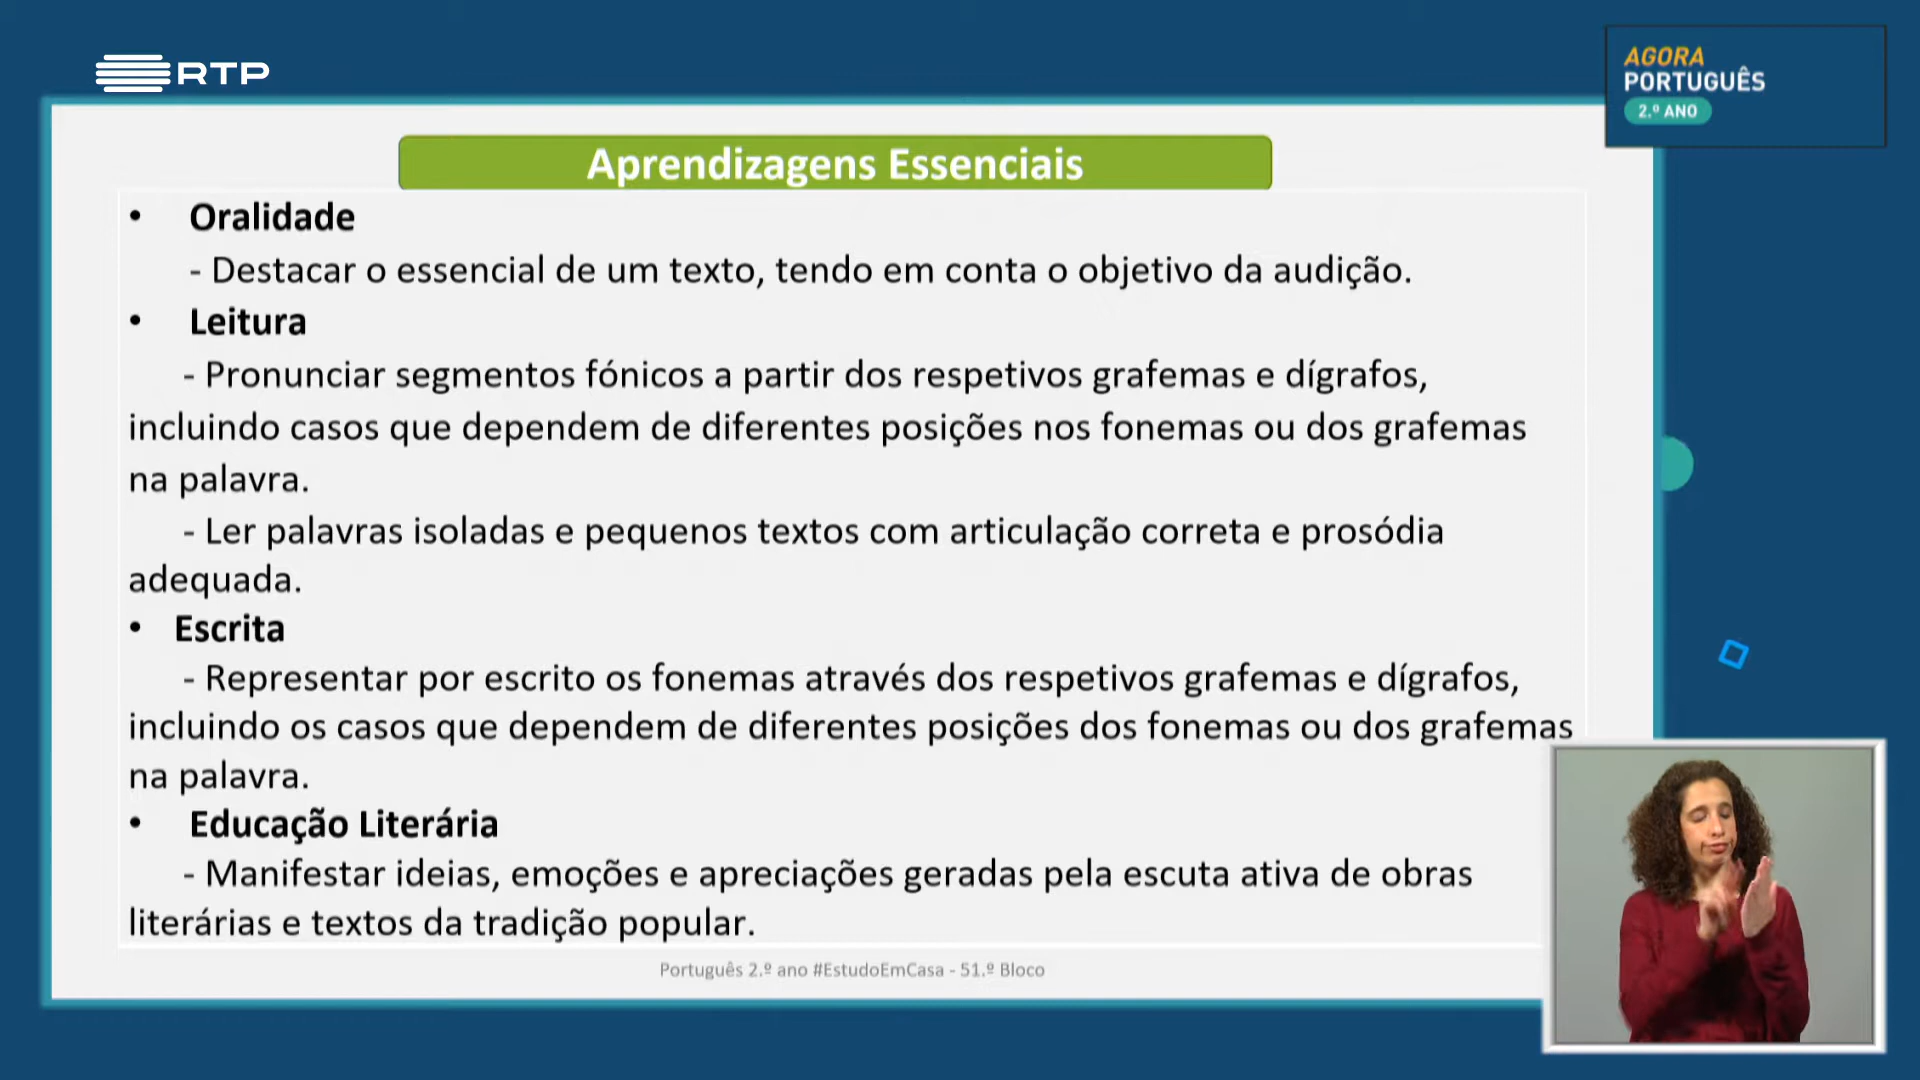 RTP
AGORA
PORTUGUÊS
2.º ANO
Aprendizagens Essenciais
• Oralidade
- Destacar o essencial de um texto, tendo em conta o objetivo da audição.
• Leitura
- Pronunciar segmentos fónicos a partir dos respetivos grafemas e dígrafos,
incluindo casos que dependem de diferentes posições nos fonemas ou dos grafemas
na palavra.
- Ler palavras isoladas e pequenos textos com articulação correta e prosódia
adequada.
• Escrita
- Representar por escrito os fonemas através dos respetivos grafemas e dígrafos,
incluindo os casos que dependem de diferentes posições dos fonemas ou dos grafemas
na palavra.
• Educação Literária
- Manifestar ideias, emoções e apreciações geradas pela escuta ativa de obras
literárias e textos da tradição popular.
Português 2.º ano #EstudoEmCasa - 51.º Bloco